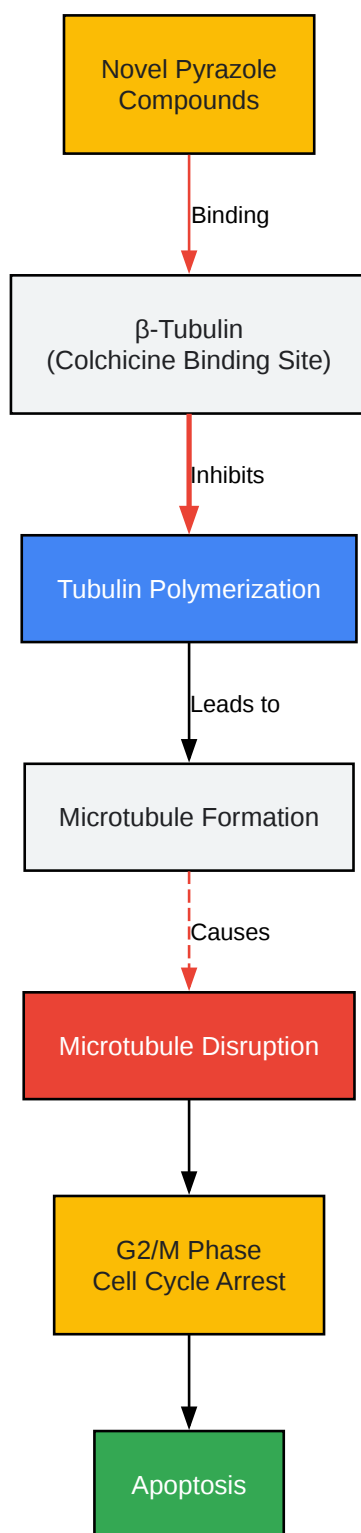 Novel Pyrazole
Compounds
Binding
β-Tubulin
(Colchicine Binding Site)
Inhibits
Tubulin Polymerization
Leads to
Microtubule Formation
Causes
Microtubule Disruption
G2/M Phase
Cell Cycle Arrest
Apoptosis